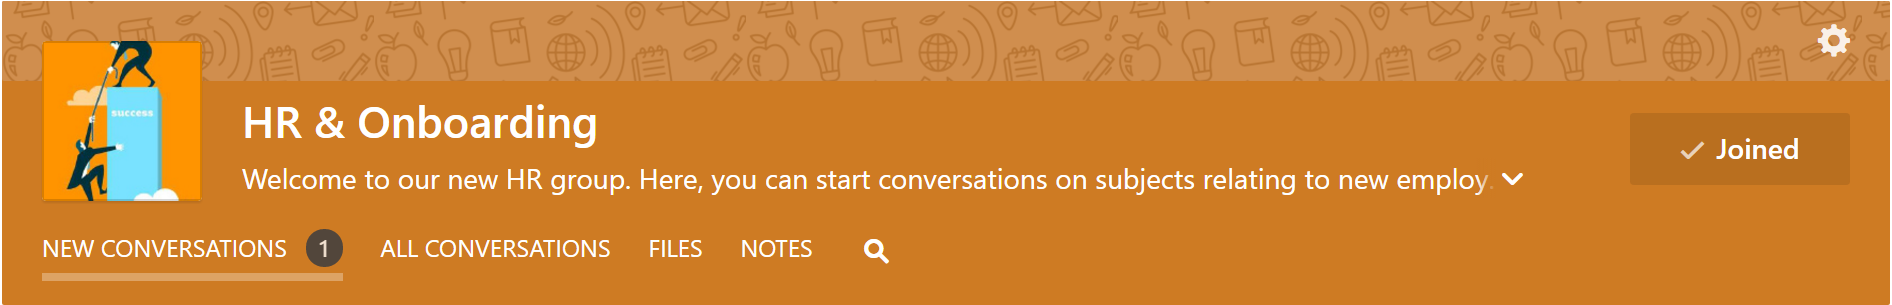 success
HR & Onboarding
Welcome to our new HR group. Here, you can start conversations on subjects relating to new employ.
Joined
NEW CONVERSATIONS 1 ALL CONVERSATIONS FILES NOTES